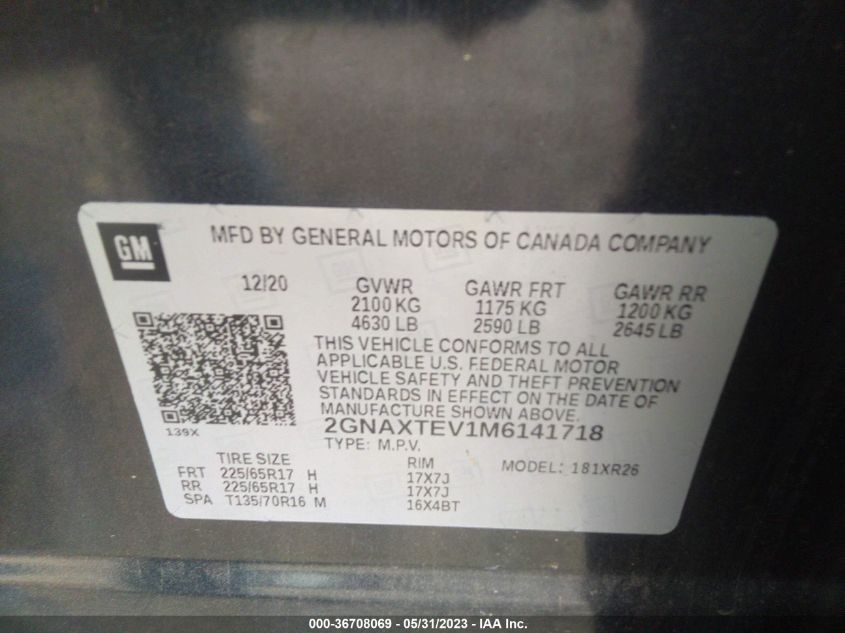 GM
MFD BY GENERAL MOTORS OF CANADA COMPANY
12/20 GVWR GAWR FRT GAWR RR
2100 KG 1175 KG 1200 KG
4630 LB 2590 LB 2645 LB
THIS VEHICLE CONFORMS TO ALL
APPLICABLE U.S. FEDERAL MOTOR
VEHICLE SAFETY AND THEFT PREVENTION
STANDARDS IN EFFECT ON THE DATE OF
MANUFACTURE SHOWN ABOVE.
139X
2GNAXTEV1M6141718
TYPE: M.P.V.
TIRE SIZE RIM MODEL: 181XR26
FRT 225/65R17 H 17X7J
RR 225/65R17 H 17X7J
SPA T135/70R16 M 16X4BT
000-36708069 - 05/31/2023 - IAA Inc.